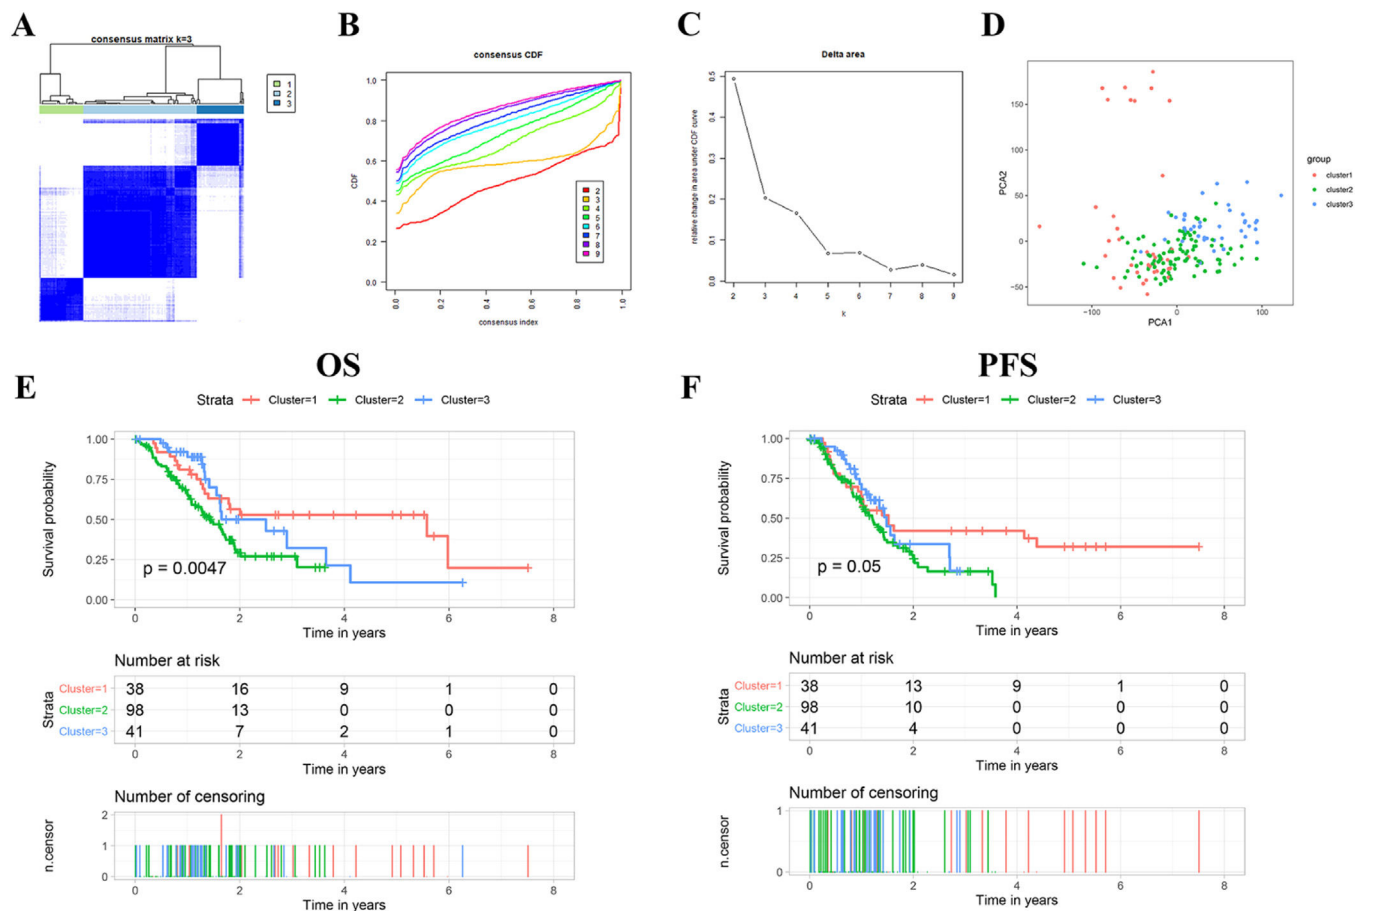 A
consensus matrix k=3
1
2
3
B
consensus CDF
CDF
1.0
0.8
0.6
0.4
0.2
0.0
0.0
0.2
0.4
0.6
0.8
1.0
consensus index
2
3
4
5
6
7
8
9
C
Delta area
relative change in area under CDF curve
0.5
0.4
0.3
0.2
0.1
0.0
2
3
4
5
6
7
8
9
k
D
PCA2
150
100
50
0
−50
−100
0
100
PCA1
group
cluster1
cluster2
cluster3
E
OS
Strata Cluster=1 Cluster=2 Cluster=3
Survival probability
1.00
0.75
0.50
0.25
0.00
p = 0.0047
0 2 4 6 8
Time in years
Number at risk
Strata
Cluster=1 38 16 9 1 0
Cluster=2 98 13 0 0 0
Cluster=3 41 7 2 1 0
0 2 4 6 8
Time in years
Number of censoring
n.censor
2
1
0
0 2 4 6 8
Time in years
F
PFS
Strata Cluster=1 Cluster=2 Cluster=3
Survival probability
1.00
0.75
0.50
0.25
0.00
p = 0.05
0 2 4 6 8
Time in years
Number at risk
Strata
Cluster=1 38 13 9 1 0
Cluster=2 98 10 0 0 0
Cluster=3 41 4 0 0 0
0 2 4 6 8
Time in years
Number of censoring
n.censor
1
0
0 2 4 6 8
Time in years